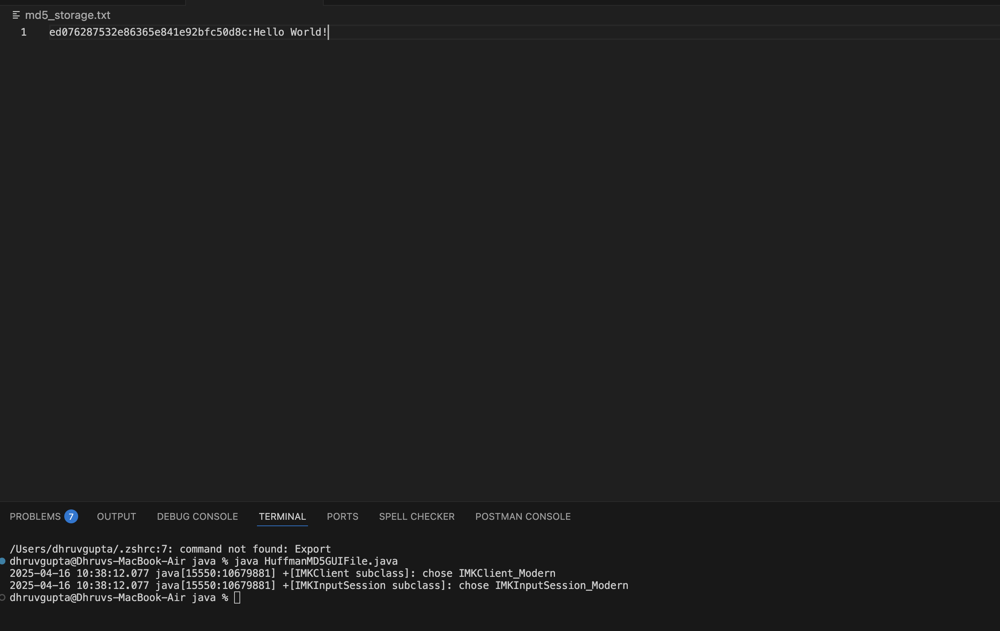 md5_storage.txt
1 ed076287532e86365e841e92bfc50d8c:Hello World!
PROBLEMS 7 OUTPUT DEBUG CONSOLE TERMINAL PORTS SPELL CHECKER POSTMAN CONSOLE
/Users/dhruvgupta/.zshrc:7: command not found: Export
dhruvgupta@Dhruvs-MacBook-Air java % java HuffmanMD5GUIFile.java
2025-04-16 10:38:12.077 java[15550:10679881] +[IMKClient subclass]: chose IMKClient_Modern
2025-04-16 10:38:12.077 java[15550:10679881] +[IMKInputSession subclass]: chose IMKInputSession_Modern
dhruvgupta@Dhruvs-MacBook-Air java %